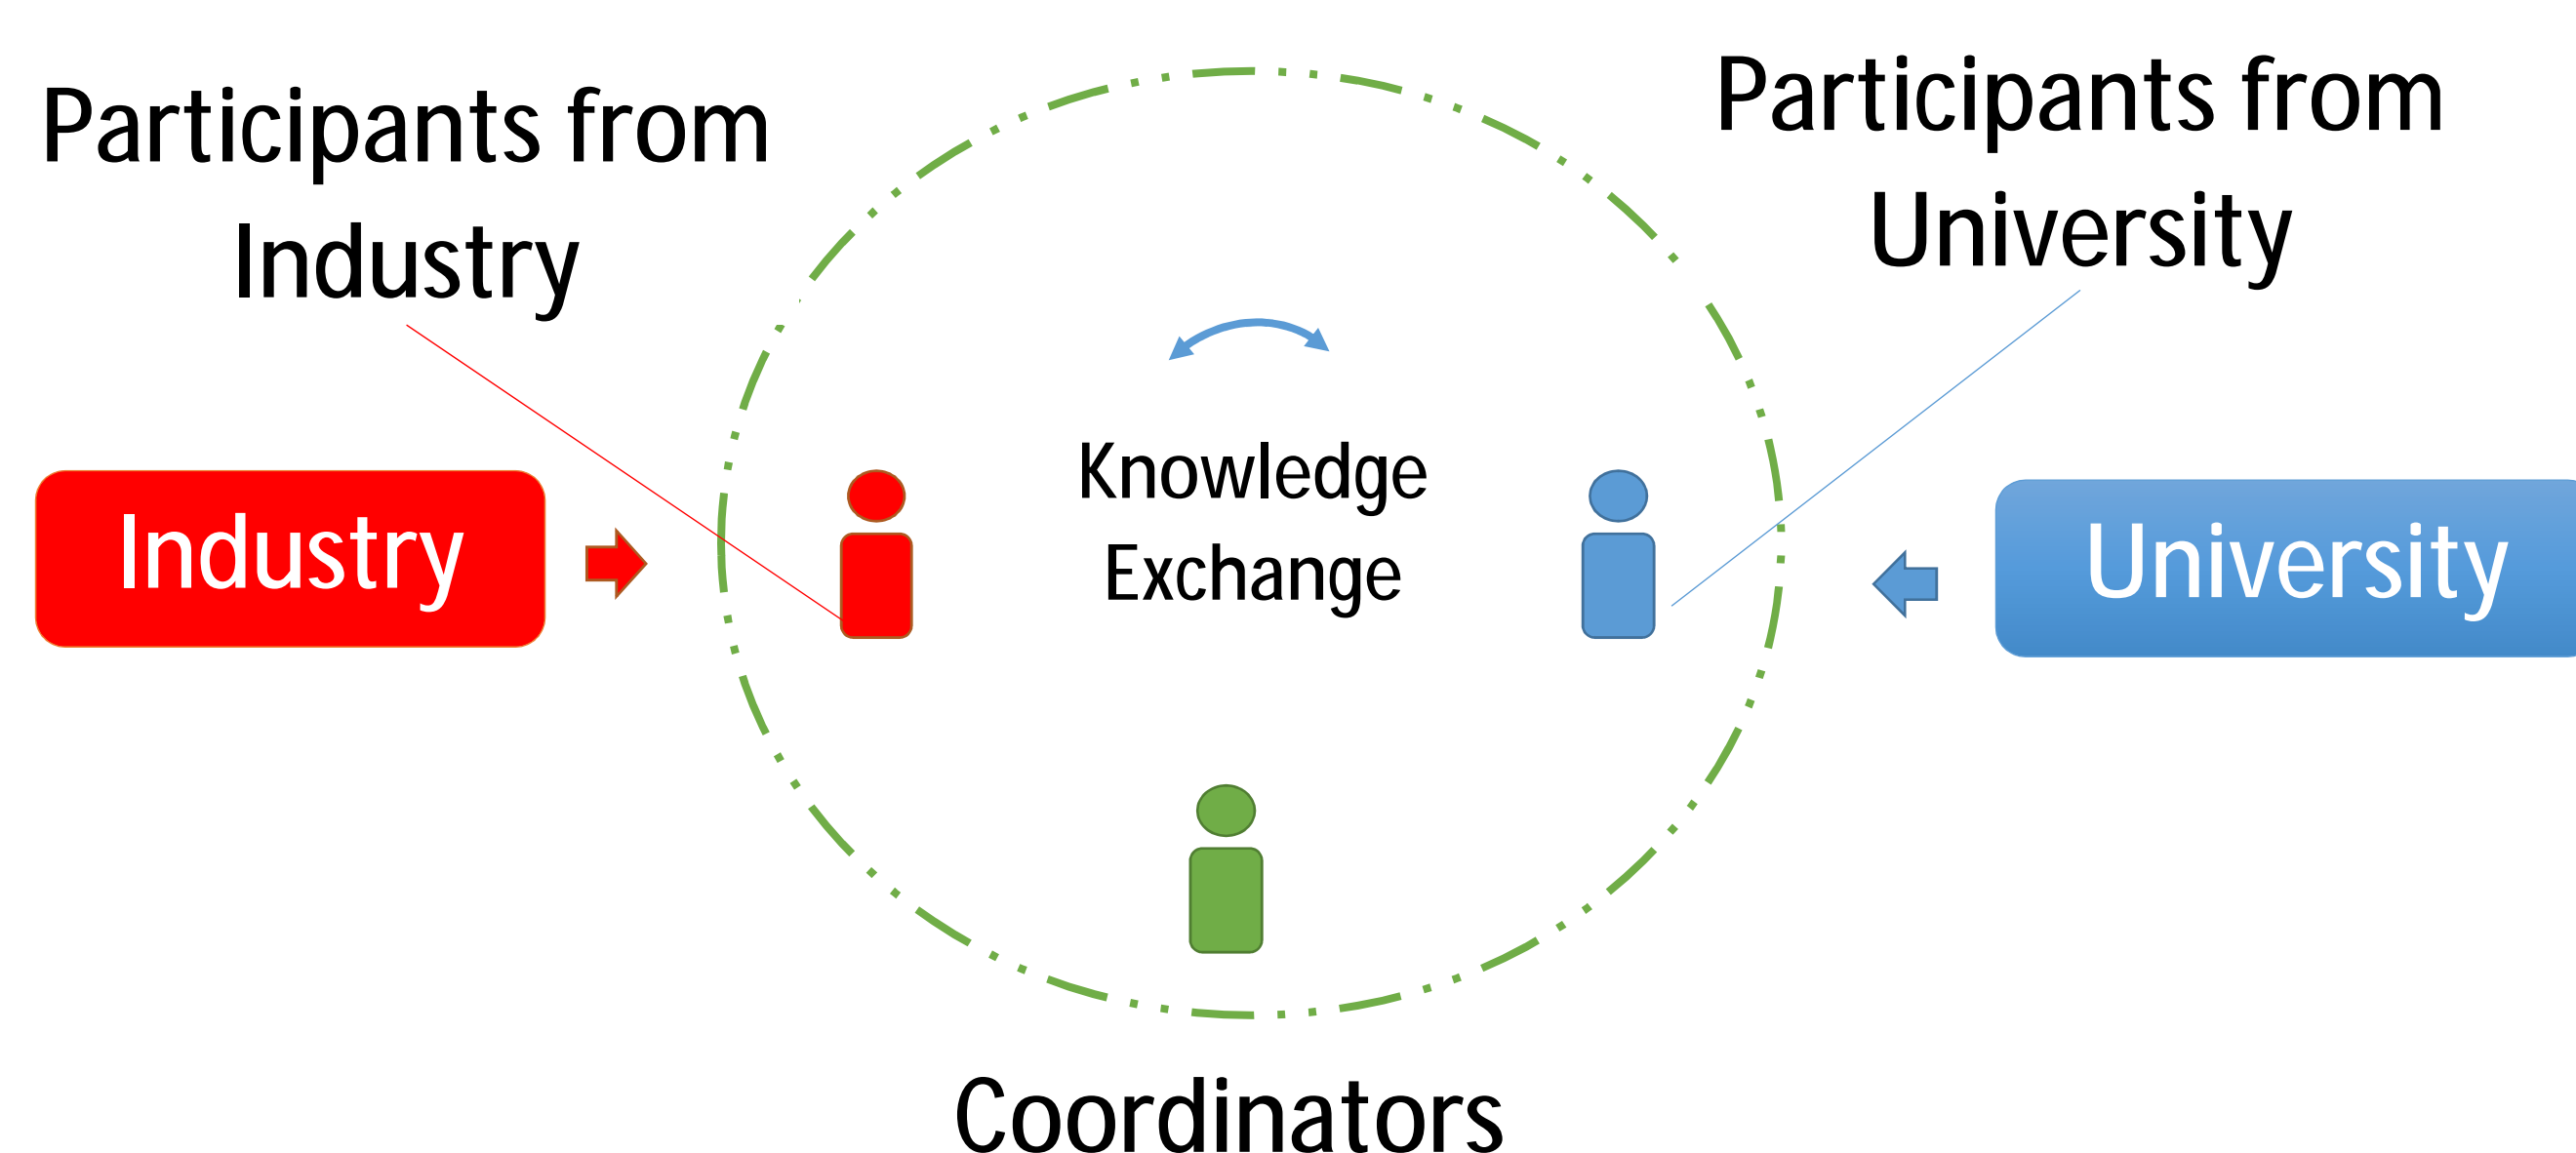 Participants from
Industry
Participants from
University
Knowledge
Exchange
Industry
University
Coordinators